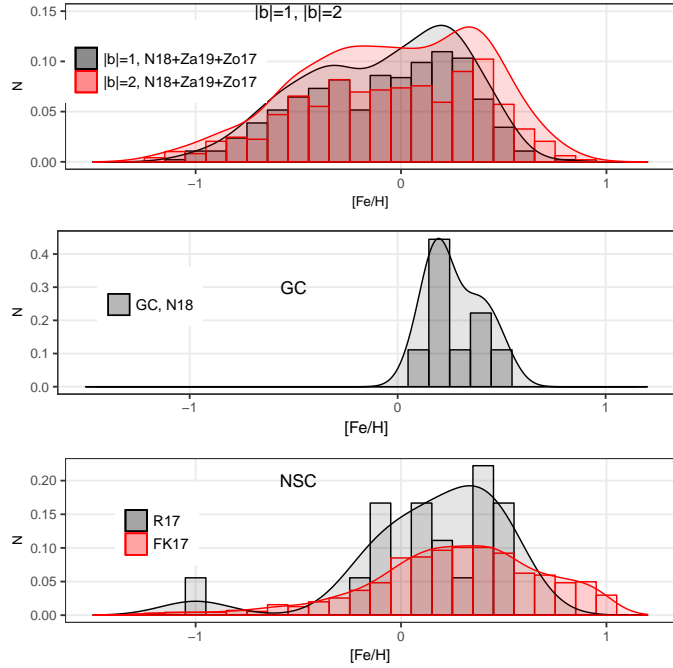 |b|=1, |b|=2
0.15
0.10
0.05
0.00
N
|b|=1, N18+Za19+Zo17
|b|=2, N18+Za19+Zo17
−1
0
1
[Fe/H]
0.4
0.3
0.2
0.1
0.0
N
GC
GC, N18
−1
0
1
[Fe/H]
0.20
0.15
0.10
0.05
0.00
N
NSC
R17
FK17
−1
0
1
[Fe/H]